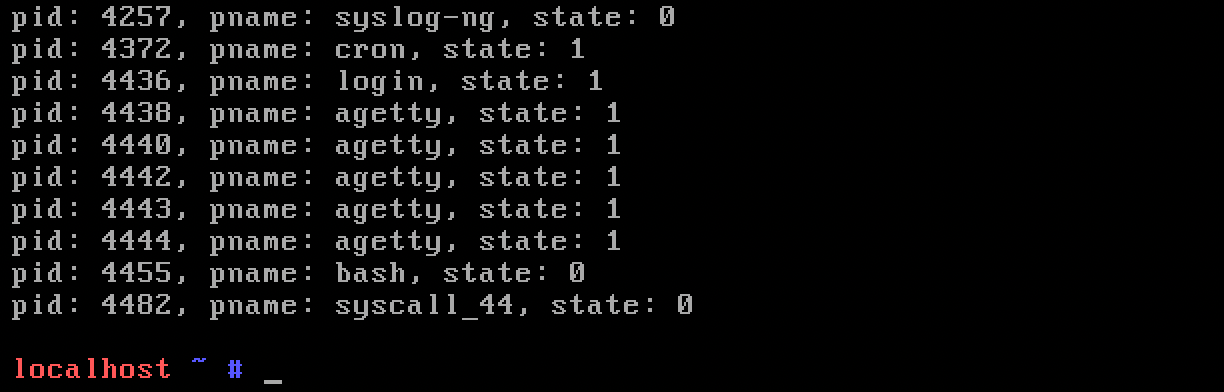 pid: 4257, pname: syslog-ng, state: 0
pid: 4372, pname: cron, state: 1
pid: 4436, pname: login, state: 1
pid: 4438, pname: agetty, state: 1
pid: 4440, pname: agetty, state: 1
pid: 4442, pname: agetty, state: 1
pid: 4443, pname: agetty, state: 1
pid: 4444, pname: agetty, state: 1
pid: 4455, pname: bash, state: 0
pid: 4482, pname: syscall_44, state: 0
localhost ~ # _